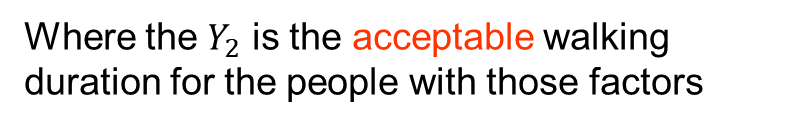 Where the Y₂ is the acceptable walking
duration for the people with those factors